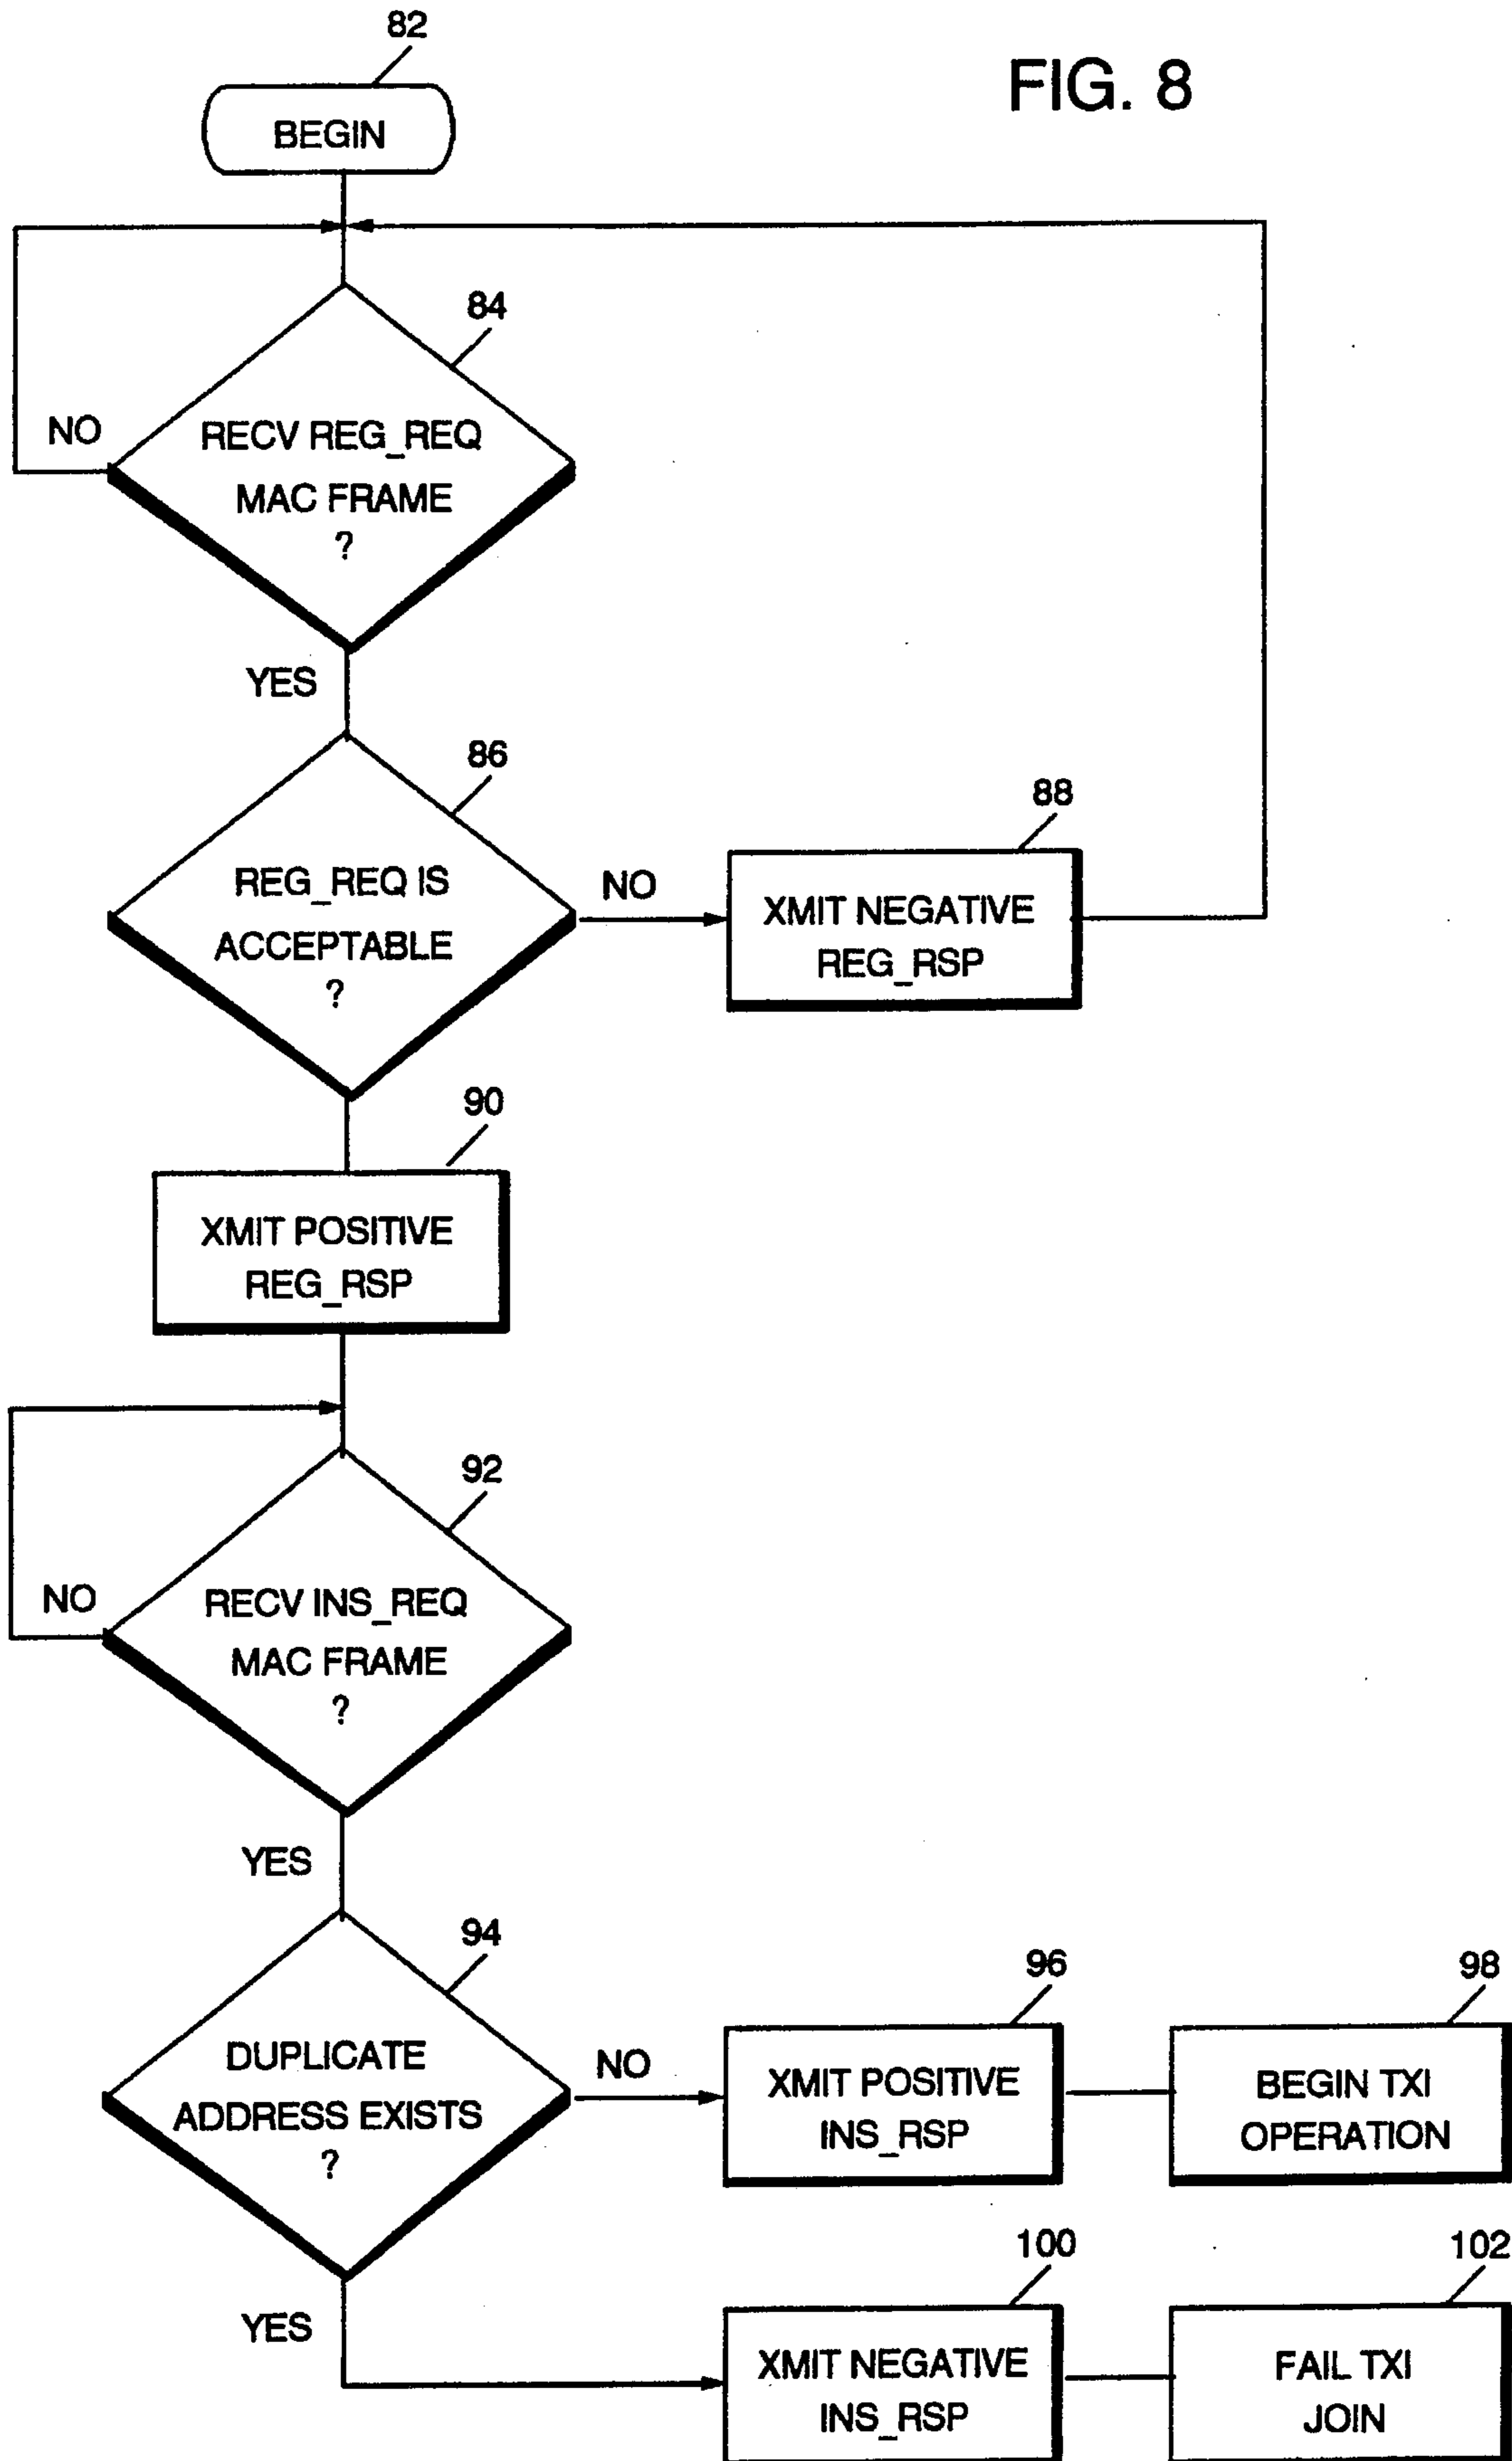 82
FIG. 8
BEGIN
84
NO
RECV REG_REQ
MAC FRAME
?
YES
86
88
REG_REQ IS
ACCEPTABLE
?
NO
XMIT NEGATIVE
REG_RSP
90
XMIT POSITIVE
REG_RSP
92
NO
RECV INS_REQ
MAC FRAME
?
YES
94
96
98
DUPLICATE
ADDRESS EXISTS
?
NO
XMIT POSITIVE
INS_RSP
BEGIN TXI
OPERATION
100
102
YES
XMIT NEGATIVE
INS_RSP
FAIL TXI
JOIN